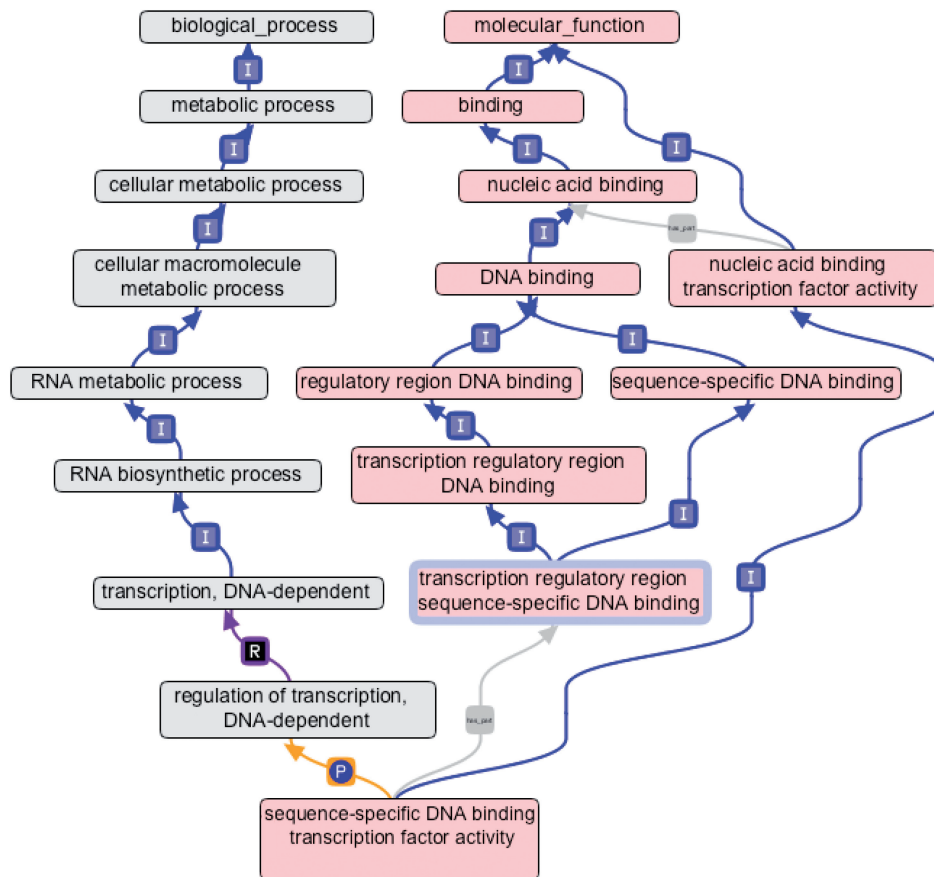 biological_process
molecular_function
I
I
metabolic process
binding
I
I
I
cellular metabolic process
nucleic acid binding
I
I
has_part
cellular macromolecule
metabolic process
DNA binding
nucleic acid binding
transcription factor activity
I
I
I
RNA metabolic process
regulatory region DNA binding
sequence-specific DNA binding
I
I
RNA biosynthetic process
transcription regulatory region
DNA binding
I
I
I
transcription, DNA-dependent
transcription regulatory region
sequence-specific DNA binding
I
R
regulation of transcription,
DNA-dependent
has_part
P
sequence-specific DNA binding
transcription factor activity